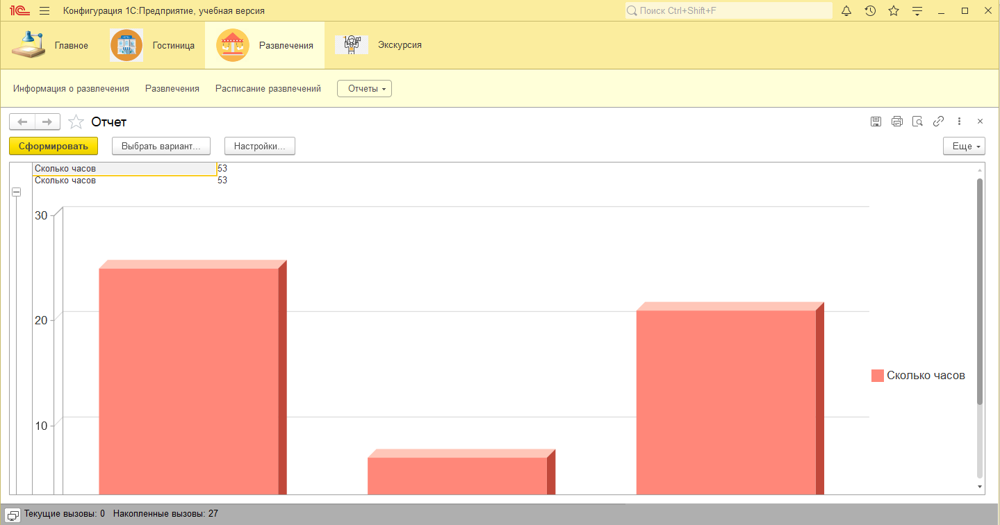 1С Конфигурация 1С:Предприятие, учебная версия Поиск Ctrl+Shift+F
Главное Гостиница Развлечения Экскурсия
Информация о развлечения Развлечения Расписание развлечений Отчеты
Отчет
Сформировать Выбрать вариант... Настройки... Еще
Сколько часов 53
Сколько часов 53
30
20
Сколько часов
10
Текущие вызовы: 0 Накопленные вызовы: 27